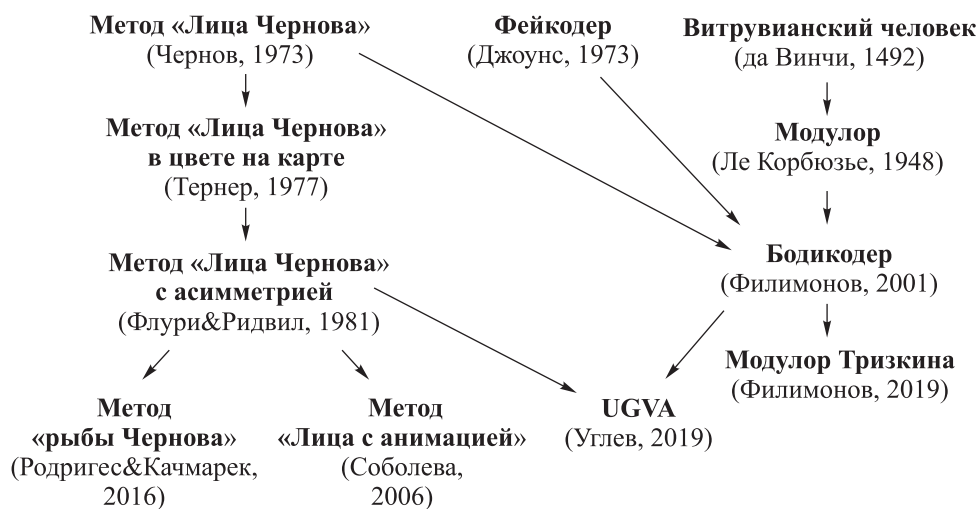 Метод «Лица Чернова»
(Чернов, 1973)
Фейкодер
(Джоунс, 1973)
Витрувианский человек
(да Винчи, 1492)
Метод «Лица Чернова»
в цвете на карте
(Тернер, 1977)
Модулор
(Ле Корбюзье, 1948)
Метод «Лица Чернова»
с асимметрией
(Флури&Ридвил, 1981)
Бодикодер
(Филимонов, 2001)
Модулор Тризкина
(Филимонов, 2019)
Метод
«рыбы Чернова»
(Родригес&Качмарек,
2016)
Метод
«Лица с анимацией»
(Соболева,
2006)
UGVA
(Углев, 2019)